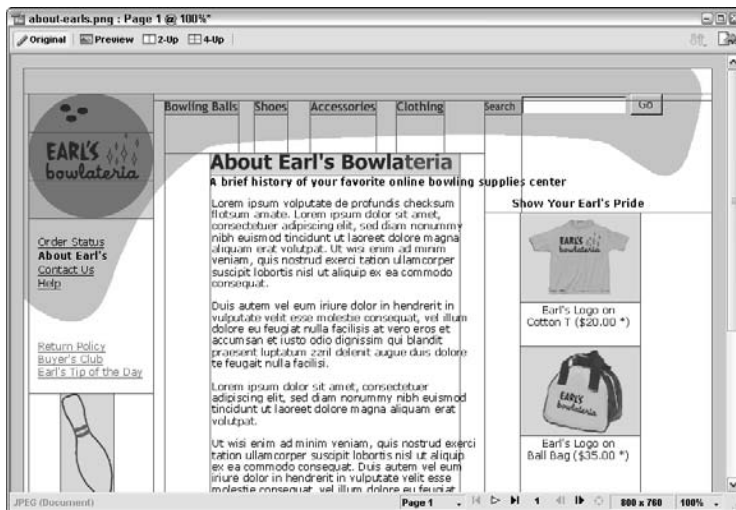 about-earls.png : Page 1 @ 100%*
Original Preview 2-Up 4-Up
Bowling Balls Shoes Accessories Clothing Search Go
EARL'S
bowlateria
About Earl's Bowlateria
A brief history of your favorite online bowling supplies center
Order Status
About Earl's
Contact Us
Help
Return Policy
Buyer's Club
Earl's Tip of the Day
Lorem ipsum volputate de profundis checksum
flotsum amate. Lorem ipsum dolor sit amet,
consectetuer adipiscing elit, sed diam nonummy
nibh euismod tincidunt ut laoreet dolore magna
aliquam erat volutpat. Ut wisi enim ad minim
veniam, quis nostrud exerci tation ullamcorper
suscipit lobortis nisl ut aliquip ex ea commodo
consequat.
Duis autem vel eum iriure dolor in hendrerit in
vulputate velit esse molestie consequat, vel illum
dolore eu feugiat nulla facilisis at vero eros et
accumsan et iusto odio dignissim qui blandit
praesent luptatum zzril delenit augue duis dolore
te feugait nulla facilisi.
Lorem ipsum dolor sit amet, consectetuer
adipiscing elit, sed diam nonummy nibh euismod
tincidunt ut laoreet dolore magna aliquam erat
volutpat.
Ut wisi enim ad minim veniam, quis nostrud exerci
tation ullamcorper suscipit lobortis nisl ut aliquip
ex ea commodo consequat. Duis autem vel eum
iriure dolor in hendrerit in vulputate velit esse
molestie consequat, vel illum dolore eu feugiat
Show Your Earl's Pride
EARL'S
bowlateria
Earl's Logo on
Cotton T ($20.00 *)
EARL'S
bowlateria
Earl's Logo on
Ball Bag ($35.00 *)
JPEG (Document) Page 1 1 800 x 760 100%